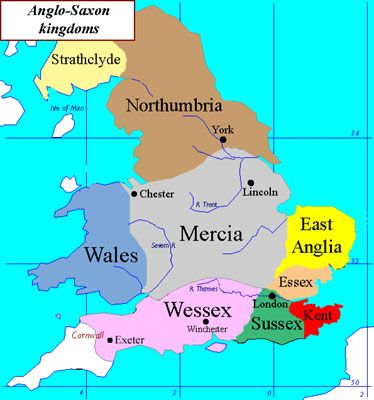 Anglo-Saxon
kingdoms
Strathclyde
Isle of Man
Northumbria
York
54
Chester
Lincoln
R. Trent
Mercia
East
Anglia
Wales
Severn R.
52
Essex
R. Thames
London
Wessex
Kent
Sussex
Winchester
Cornwall
Exeter
4
2
0
50